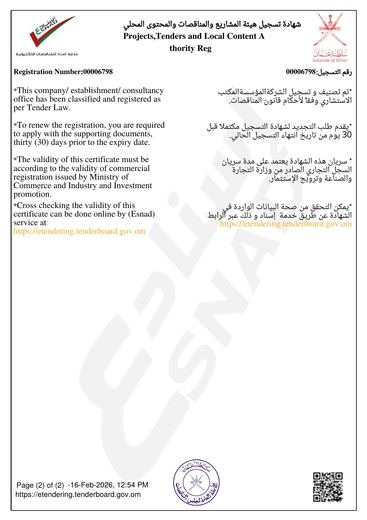 شهادة تسجيل هيئة المشاريع والمناقصات والمحتوى المحلي
Projects,Tenders and Local Content A
thority Reg
سلطنة عُمان
Sultanate of Oman
Registration Number:00006798
رقم التسجيل:00006798
*This company/ establishment/ consultancy
office has been classified and registered as
per Tender Law.
*تم تصنيف و تسجيل الشركةالمؤسسةالمكتب
الاستشاري وفقا لأحكام قانون المناقصات.
*To renew the registration, you are required
to apply with the supporting documents,
thirty (30) days prior to the expiry date.
*يقدم طلب التجديد لشهادة التسجيل مكتملا قبل
30 يوم من تاريخ انتهاء التسجيل الحالي.
*The validity of this certificate must be
according to the validity of commercial
registration issued by Ministry of
Commerce and Industry and Investment
promotion.
* سريان هذه الشهادة يعتمد على مدة سريان
السجل التجاري الصادر من وزارة التجارة
والصناعة وترويج الإستثمار.
*Cross checking the validity of this
certificate can be done online by (Esnad)
service at
https://etendering.tenderboard.gov.om
*يمكن التحقق من صحة البيانات الواردة في
الشهادة عن طريق خدمة إسناد و ذلك عبر الرابط
https://etendering.tenderboard.gov.om
إسناد
ESNAD
Page (2) of (2) -16-Feb-2026, 12:54 PM
https://etendering.tenderboard.gov.om